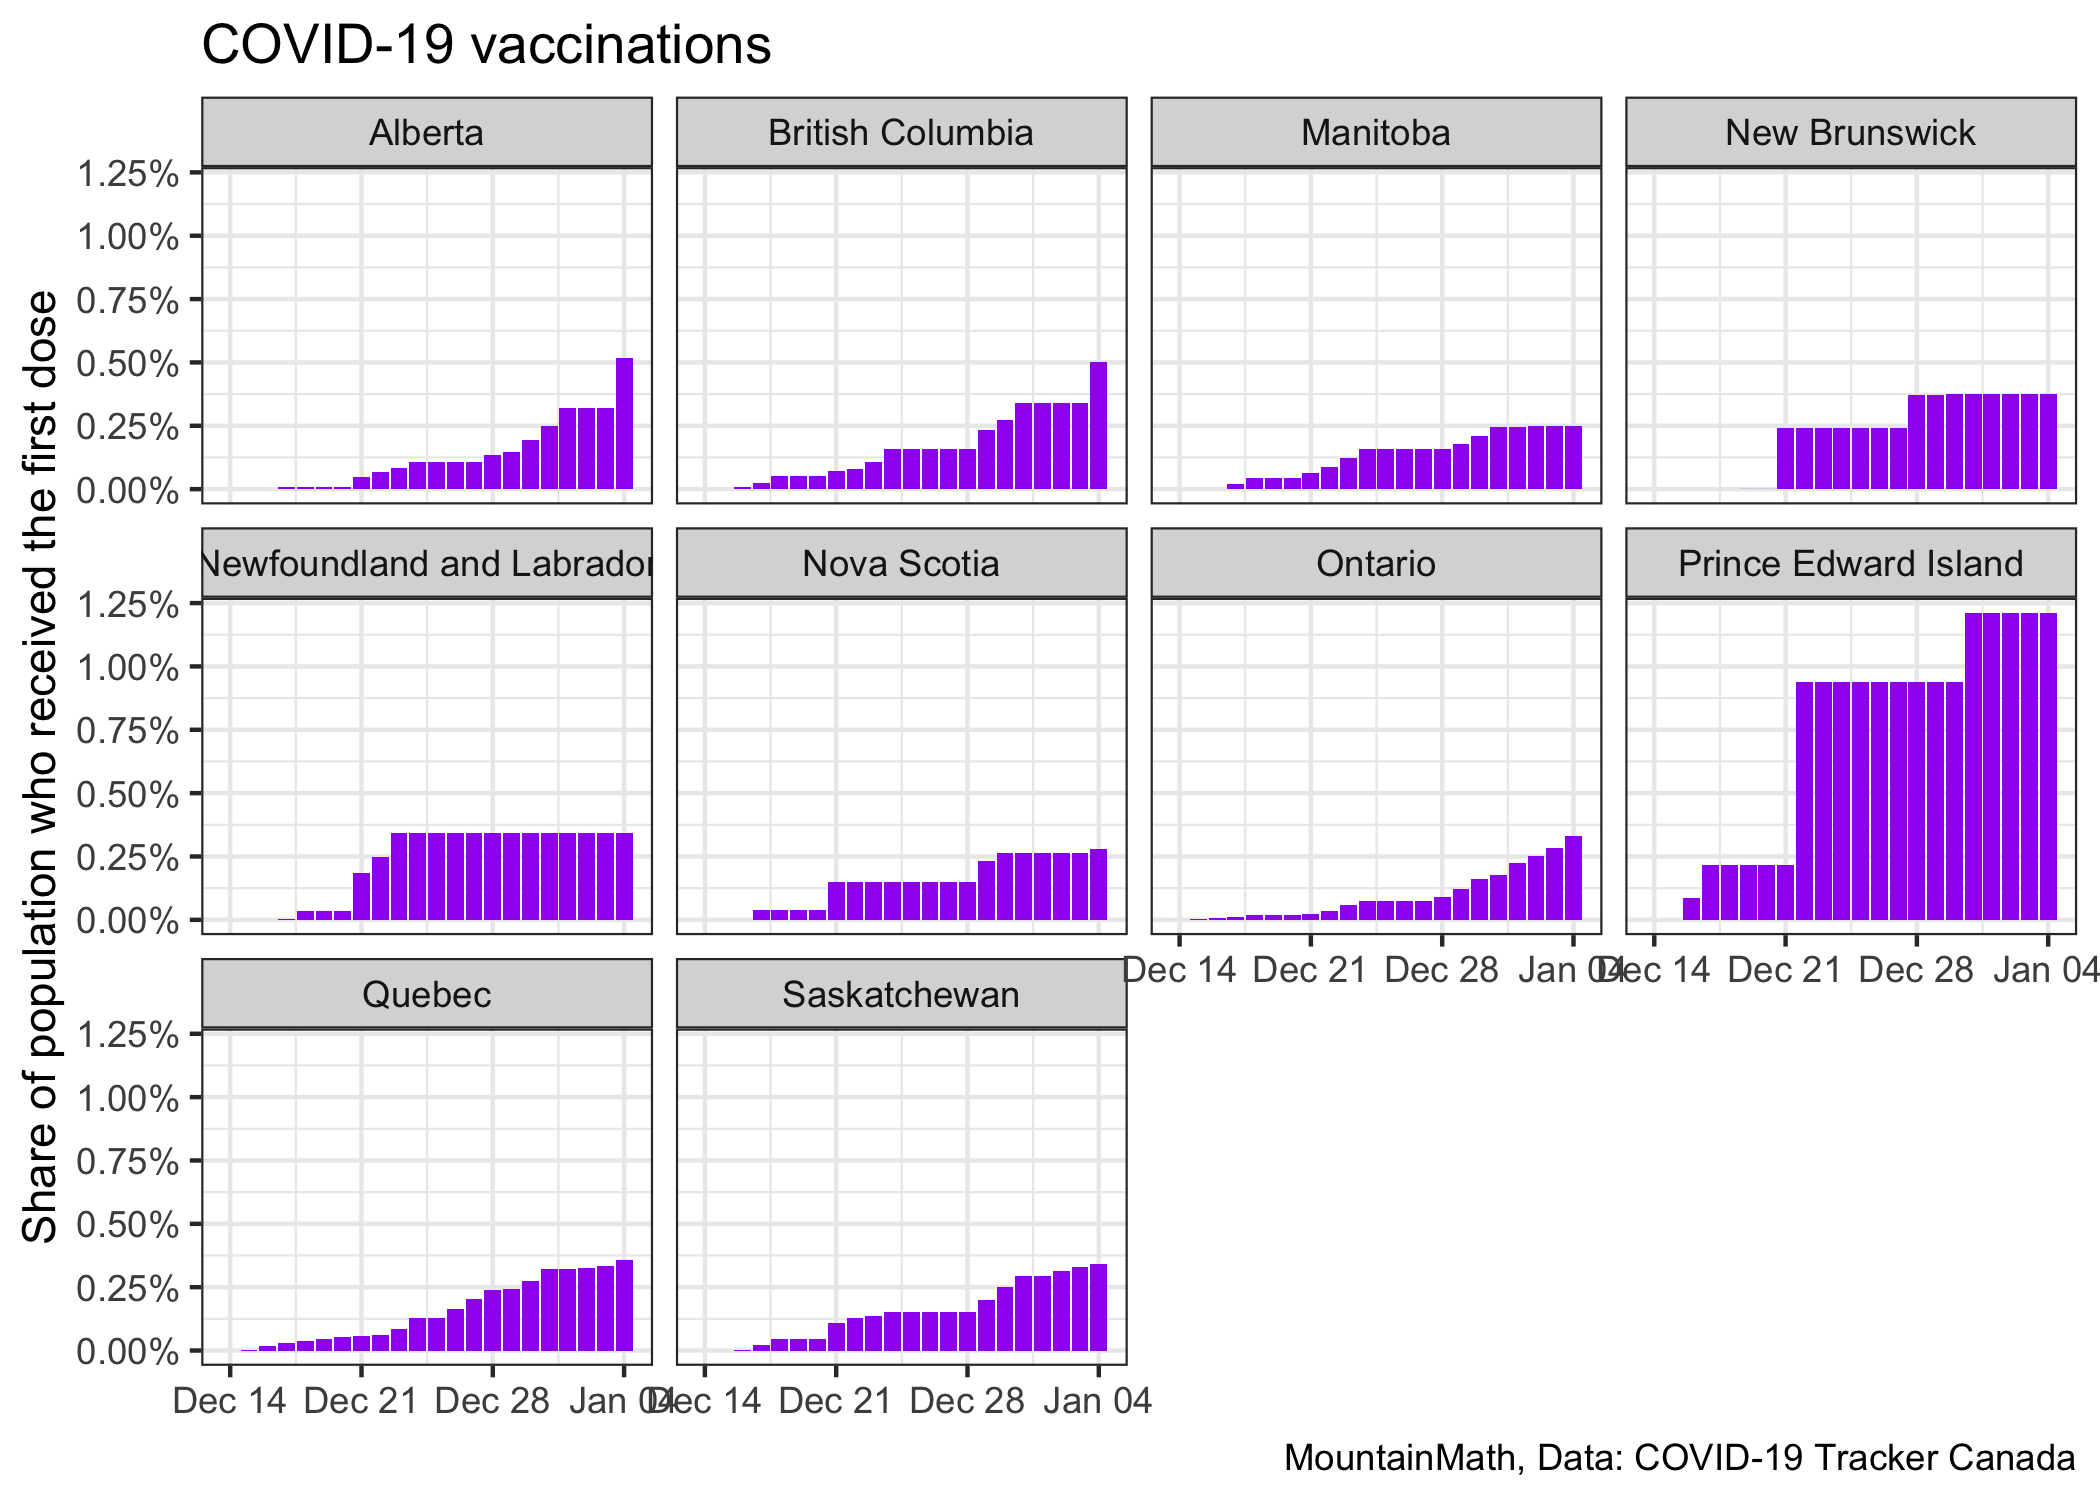 COVID-19 vaccinations
Share of population who received the first dose
Alberta
British Columbia
Manitoba
New Brunswick
1.25%
1.00%
0.75%
0.50%
0.25%
0.00%
Newfoundland and Labrador
Nova Scotia
Ontario
Prince Edward Island
1.25%
1.00%
0.75%
0.50%
0.25%
0.00%
Dec 14 Dec 21 Dec 28 Jan 04
Dec 14 Dec 21 Dec 28 Jan 04
Quebec
Saskatchewan
1.25%
1.00%
0.75%
0.50%
0.25%
0.00%
Dec 14 Dec 21 Dec 28 Jan 04
Dec 14 Dec 21 Dec 28 Jan 04
MountainMath, Data: COVID-19 Tracker Canada